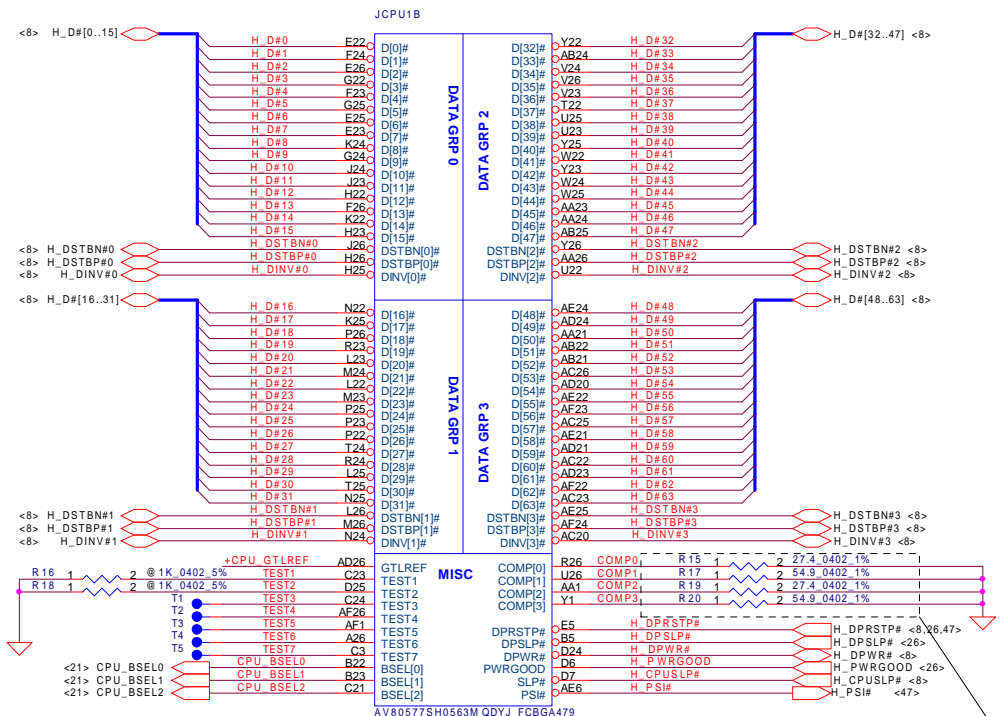 JCPU1B
<8> H_D#[0..15] H_D#[32..47] <8>
H_D#0 E22 D[0]# D[32]# Y22 H_D#32
H_D#1 F24 D[1]# D[33]# AB24 H_D#33
H_D#2 E26 D[2]# D[34]# V24 H_D#34
H_D#3 G22 D[3]# D[35]# V26 H_D#35
H_D#4 F23 D[4]# D[36]# V23 H_D#36
H_D#5 G25 D[5]# D[37]# T22 H_D#37
H_D#6 E25 D[6]# D[38]# U25 H_D#38
H_D#7 E23 D[7]# D[39]# U23 H_D#39
H_D#8 K24 D[8]# D[40]# Y25 H_D#40
H_D#9 G24 D[9]# D[41]# W22 H_D#41
H_D#10 J24 D[10]# D[42]# Y23 H_D#42
H_D#11 J23 D[11]# D[43]# W24 H_D#43
H_D#12 H22 D[12]# D[44]# W25 H_D#44
H_D#13 F26 D[13]# D[45]# AA23 H_D#45
H_D#14 K22 D[14]# D[46]# AA24 H_D#46
H_D#15 H23 D[15]# D[47]# AB25 H_D#47
<8> H_DSTBN#0 H_DSTBN#0 J26 DSTBN[0]# DSTBN[2]# Y26 H_DSTBN#2 H_DSTBN#2 <8>
<8> H_DSTBP#0 H_DSTBP#0 H26 DSTBP[0]# DSTBP[2]# AA26 H_DSTBP#2 H_DSTBP#2 <8>
<8> H_DINV#0 H_DINV#0 H25 DINV[0]# DINV[2]# U22 H_DINV#2 H_DINV#2 <8>
DATA GRP 0
DATA GRP 2
<8> H_D#[16..31] H_D#[48..63] <8>
H_D#16 N22 D[16]# D[48]# AE24 H_D#48
H_D#17 K25 D[17]# D[49]# AD24 H_D#49
H_D#18 P26 D[18]# D[50]# AA21 H_D#50
H_D#19 R23 D[19]# D[51]# AB22 H_D#51
H_D#20 L23 D[20]# D[52]# AB21 H_D#52
H_D#21 M24 D[21]# D[53]# AC26 H_D#53
H_D#22 L22 D[22]# D[54]# AD20 H_D#54
H_D#23 M23 D[23]# D[55]# AE22 H_D#55
H_D#24 P25 D[24]# D[56]# AF23 H_D#56
H_D#25 P23 D[25]# D[57]# AC25 H_D#57
H_D#26 P22 D[26]# D[58]# AE21 H_D#58
H_D#27 T24 D[27]# D[59]# AD21 H_D#59
H_D#28 R24 D[28]# D[60]# AC22 H_D#60
H_D#29 L25 D[29]# D[61]# AD23 H_D#61
H_D#30 T25 D[30]# D[62]# AF22 H_D#62
H_D#31 N25 D[31]# D[63]# AC23 H_D#63
<8> H_DSTBN#1 H_DSTBN#1 L26 DSTBN[1]# DSTBN[3]# AE25 H_DSTBN#3 H_DSTBN#3 <8>
<8> H_DSTBP#1 H_DSTBP#1 M26 DSTBP[1]# DSTBP[3]# AF24 H_DSTBP#3 H_DSTBP#3 <8>
<8> H_DINV#1 H_DINV#1 N24 DINV[1]# DINV[3]# AC20 H_DINV#3 H_DINV#3 <8>
DATA GRP 1
DATA GRP 3
MISC
+CPU_GTLREF AD26 GTLREF COMP[0] R26 COMP0 R15 1 2 27.4_0402_1%
R16 1 2 @1K_0402_5% TEST1 C23 TEST1 COMP[1] U26 COMP1 R17 1 2 54.9_0402_1%
R18 1 2 @1K_0402_5% TEST2 D25 TEST2 COMP[2] AA1 COMP2 R19 1 2 27.4_0402_1%
T1 TEST3 C24 TEST3 COMP[3] Y1 COMP3 R20 1 2 54.9_0402_1%
T2 TEST4 AF26 TEST4
T3 TEST5 AF1 TEST5 DPRSTP# E5 H_DPRSTP# H_DPRSTP# <8,26,47>
T4 TEST6 A26 TEST6 DPSLP# B5 H_DPSLP# H_DPSLP# <26>
T5 TEST7 C3 TEST7 DPWR# D24 H_DPWR# H_DPWR# <8>
<21> CPU_BSEL0 CPU_BSEL0 B22 BSEL[0] PWRGOOD D6 H_PWRGOOD H_PWRGOOD <26>
<21> CPU_BSEL1 CPU_BSEL1 B23 BSEL[1] SLP# D7 H_CPUSLP# H_CPUSLP# <8>
<21> CPU_BSEL2 CPU_BSEL2 C21 BSEL[2] PSI# AE6 H_PSI# H_PSI# <47>
AV80577SH0563M QDYJ FCBGA479